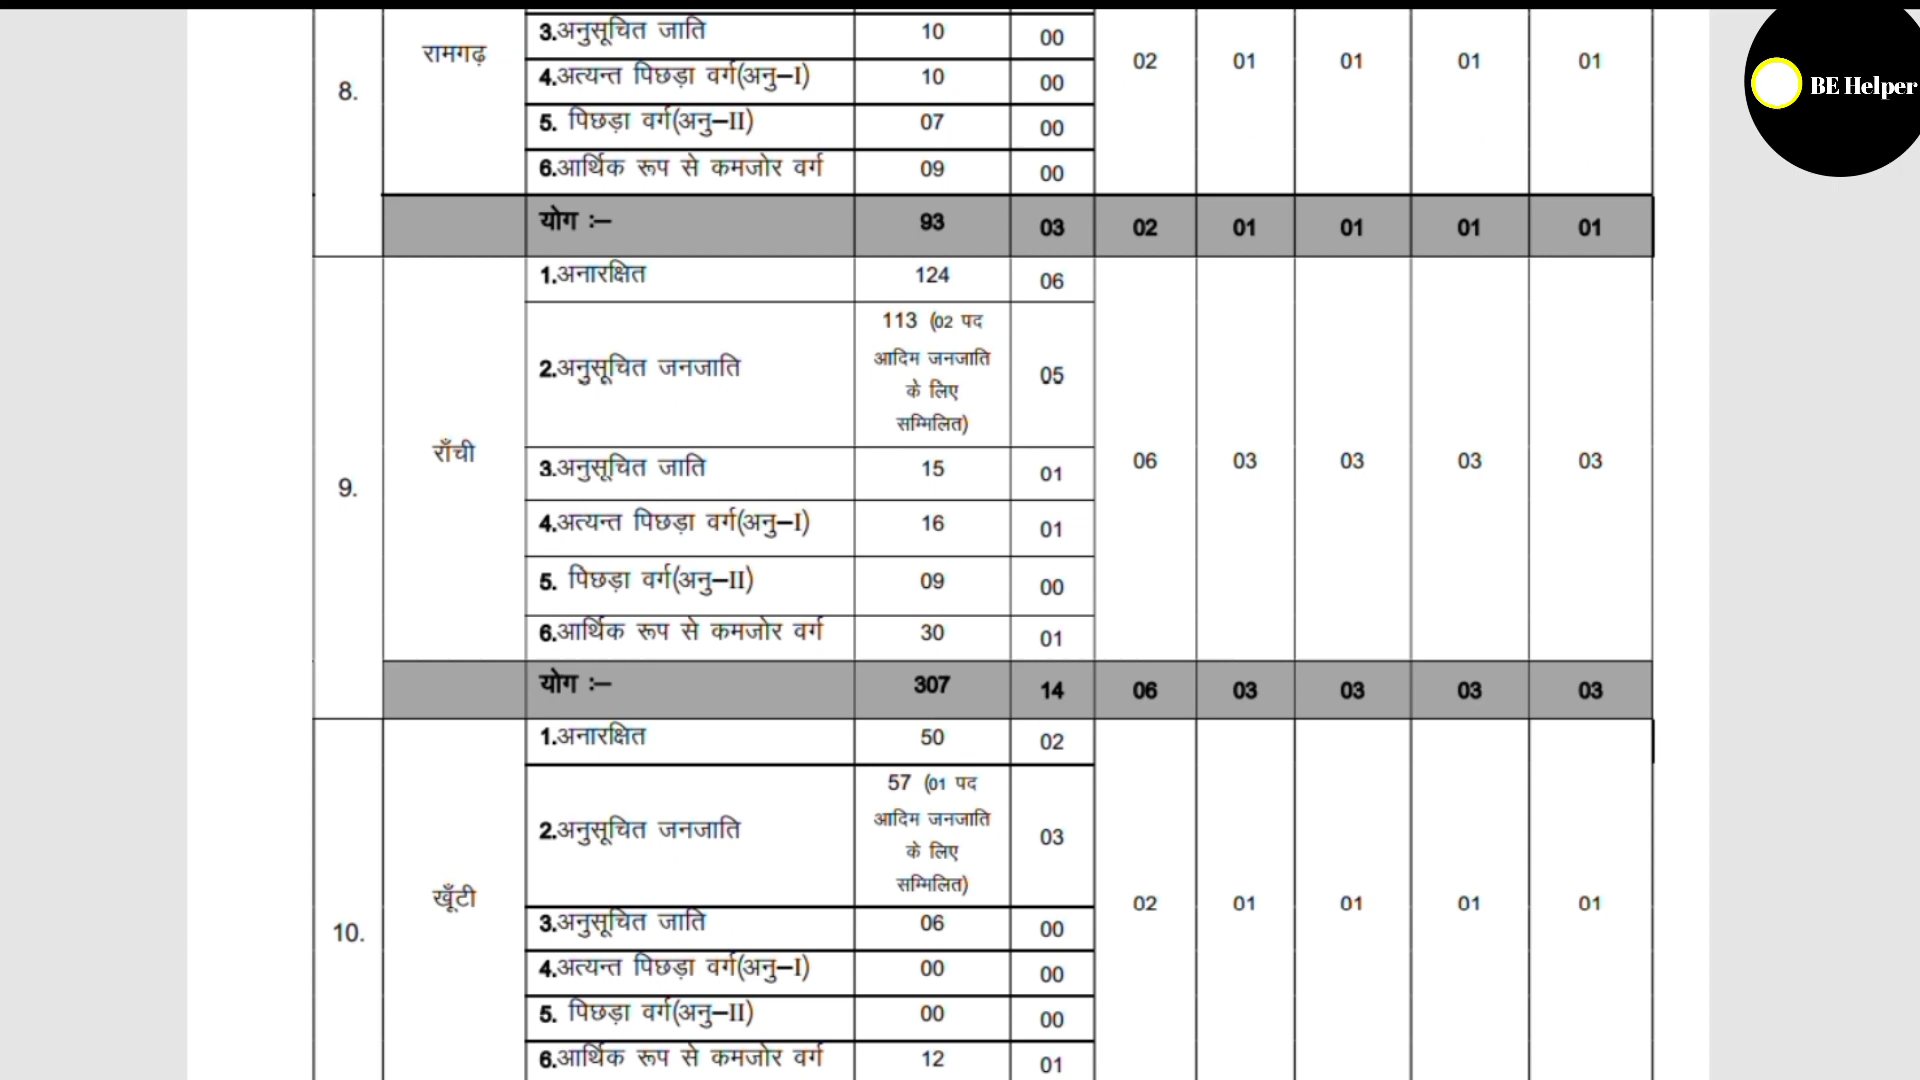 8.
रामगढ़
3.अनुसूचित जाति 10 00
02 01 01 01 01
4.अत्यन्त पिछड़ा वर्ग(अनु–I) 10 00
5. पिछड़ा वर्ग(अनु–II) 07 00
6.आर्थिक रूप से कमजोर वर्ग 09 00
योग :– 93 03 02 01 01 01 01
9.
राँची
1.अनारक्षित 124 06
2.अनुसूचित जनजाति
113 (02 पद
आदिम जनजाति
के लिए
सम्मिलित)
05
06 03 03 03 03
3.अनुसूचित जाति 15 01
4.अत्यन्त पिछड़ा वर्ग(अनु–I) 16 01
5. पिछड़ा वर्ग(अनु–II) 09 00
6.आर्थिक रूप से कमजोर वर्ग 30 01
योग :– 307 14 06 03 03 03 03
10.
खूँटी
1.अनारक्षित 50 02
2.अनुसूचित जनजाति
57 (01 पद
आदिम जनजाति
के लिए
सम्मिलित)
03
02 01 01 01 01
3.अनुसूचित जाति 06 00
4.अत्यन्त पिछड़ा वर्ग(अनु–I) 00 00
5. पिछड़ा वर्ग(अनु–II) 00 00
6.आर्थिक रूप से कमजोर वर्ग 12 01
BE Helper